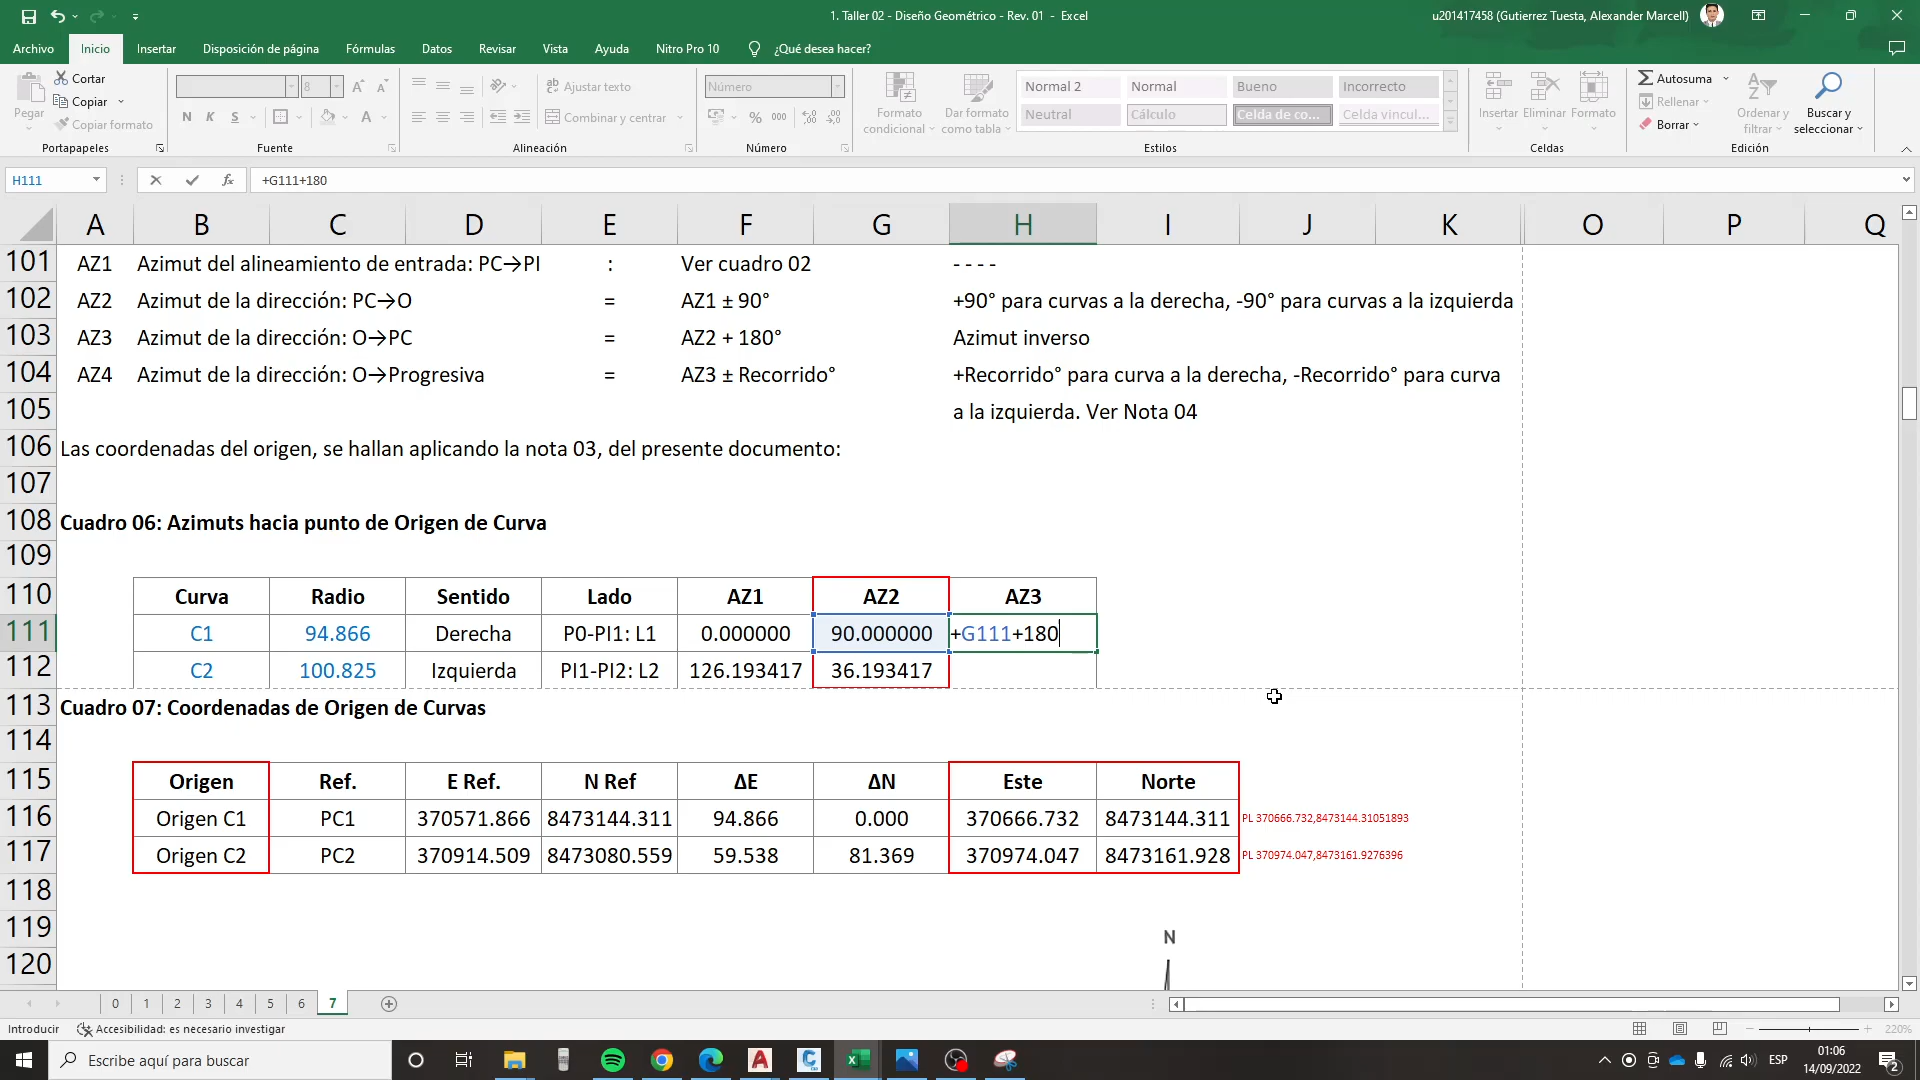 1. Taller 02 - Diseño Geométrico - Rev. 01 - Excel
u201417458 (Gutierrez Tuesta, Alexander Marcell)
Archivo Inicio Insertar Disposición de página Fórmulas Datos Revisar Vista Ayuda Nitro Pro 10 ¿Qué desea hacer?
Pegar
Cortar
Copiar
Copiar formato
Portapapeles
8
N K S
Fuente
Ajustar texto
Combinar y centrar
Alineación
Número
% 000
Número
Formato condicional
Dar formato como tabla
Normal 2 Normal Bueno Incorrecto
Neutral Cálculo Celda de co... Celda vincul...
Estilos
Insertar Eliminar Formato
Celdas
Autosuma
Rellenar
Borrar
Ordenar y filtrar
Buscar y seleccionar
Edición
H111 fx +G111+180
A B C D E F G H I J K O P Q
101 AZ1 Azimut del alineamiento de entrada: PC→PI : Ver cuadro 02 - - - -
102 AZ2 Azimut de la dirección: PC→O = AZ1 ± 90° +90° para curvas a la derecha, -90° para curvas a la izquierda
103 AZ3 Azimut de la dirección: O→PC = AZ2 + 180° Azimut inverso
104 AZ4 Azimut de la dirección: O→Progresiva = AZ3 ± Recorrido° +Recorrido° para curva a la derecha, -Recorrido° para curva
105 a la izquierda. Ver Nota 04
106 Las coordenadas del origen, se hallan aplicando la nota 03, del presente documento:
107
108 Cuadro 06: Azimuts hacia punto de Origen de Curva
109
110 Curva Radio Sentido Lado AZ1 AZ2 AZ3
111 C1 94.866 Derecha P0-PI1: L1 0.000000 90.000000 +G111+180
112 C2 100.825 Izquierda PI1-PI2: L2 126.193417 36.193417
113 Cuadro 07: Coordenadas de Origen de Curvas
114
115 Origen Ref. E Ref. N Ref ΔE ΔN Este Norte
116 Origen C1 PC1 370571.866 8473144.311 94.866 0.000 370666.732 8473144.311 PL 370666.732,8473144.31051893
117 Origen C2 PC2 370914.509 8473080.559 59.538 81.369 370974.047 8473161.928 PL 370974.047,8473161.9276396
118
119 N
120
0 1 2 3 4 5 6 7
Introducir Accesibilidad: es necesario investigar 220%
Escribe aquí para buscar
ESP
01:06
14/09/2022
2